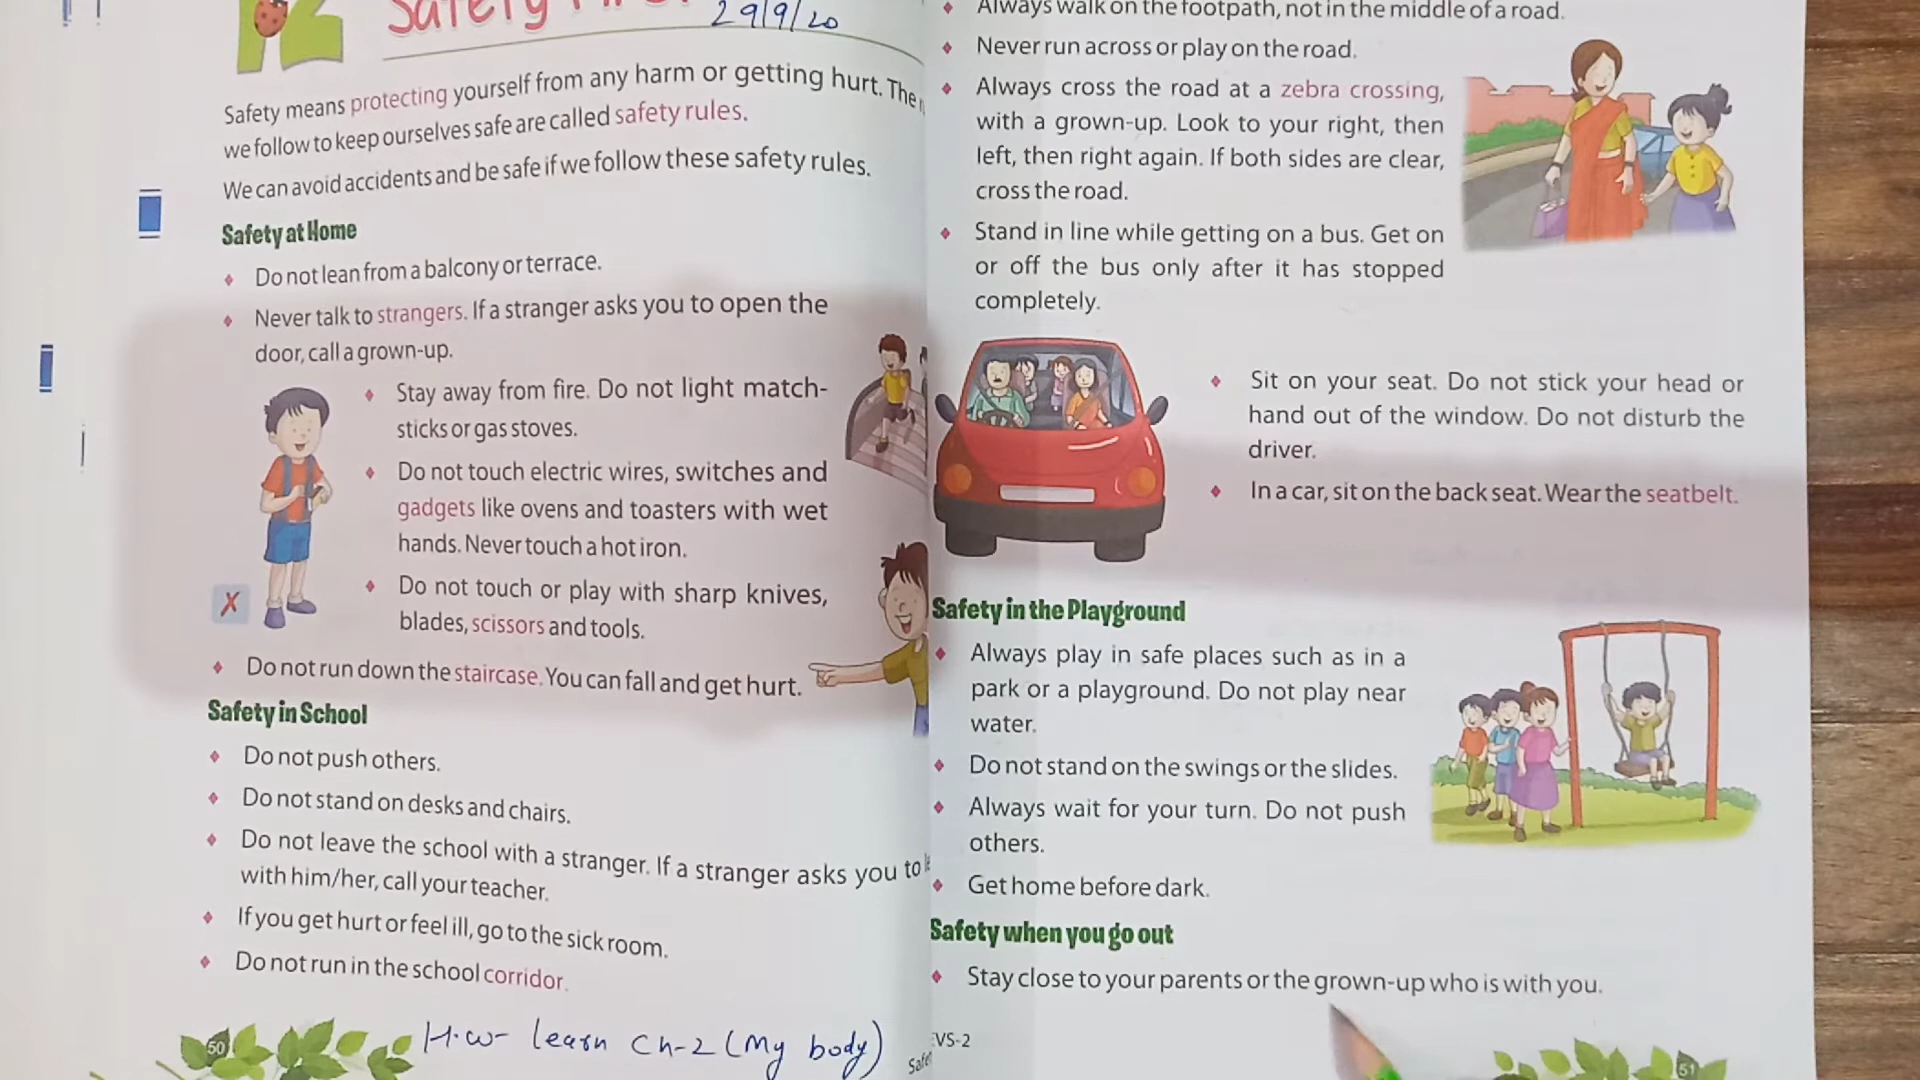 Safety
29/9/20
Safety means protecting yourself from any harm or getting hurt. The
we follow to keep ourselves safe are called safety rules.
We can avoid accidents and be safe if we follow these safety rules.
Safety at Home
Do not lean from a balcony or terrace.
Never talk to strangers. If a stranger asks you to open the
door, call a grown-up.
Stay away from fire. Do not light match-
sticks or gas stoves.
Do not touch electric wires, switches and
gadgets like ovens and toasters with wet
hands. Never touch a hot iron.
Do not touch or play with sharp knives,
blades, scissors and tools.
X
Do not run down the staircase. You can fall and get hurt.
Safety in School
Do not push others.
Do not stand on desks and chairs.
Do not leave the school with a stranger. If a stranger asks you to
with him/her, call your teacher.
If you get hurt or feel ill, go to the sick room.
Do not run in the school corridor.
50
H.W- learn Ch-2 (My body)
Always walk on the footpath, not in the middle of a road.
Never run across or play on the road.
Always cross the road at a zebra crossing,
with a grown-up. Look to your right, then
left, then right again. If both sides are clear,
cross the road.
Stand in line while getting on a bus. Get on
or off the bus only after it has stopped
completely.
Sit on your seat. Do not stick your head or
hand out of the window. Do not disturb the
driver.
In a car, sit on the back seat. Wear the seatbelt.
Safety in the Playground
Always play in safe places such as in a
park or a playground. Do not play near
water.
Do not stand on the swings or the slides.
Always wait for your turn. Do not push
others.
Get home before dark.
Safety when you go out
Stay close to your parents or the grown-up who is with you.
EVS-2
51